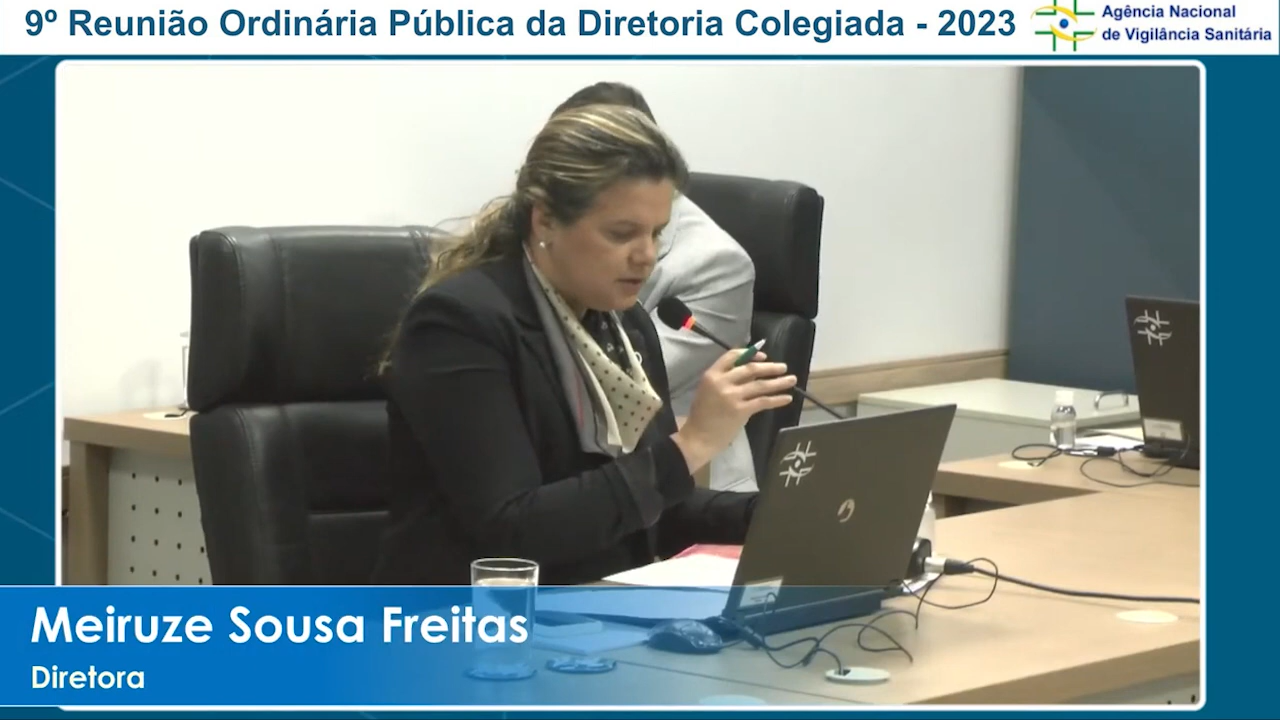 9º Reunião Ordinária Pública da Diretoria Colegiada - 2023
Agência Nacional
de Vigilância Sanitária
Meiruze Sousa Freitas
Diretora